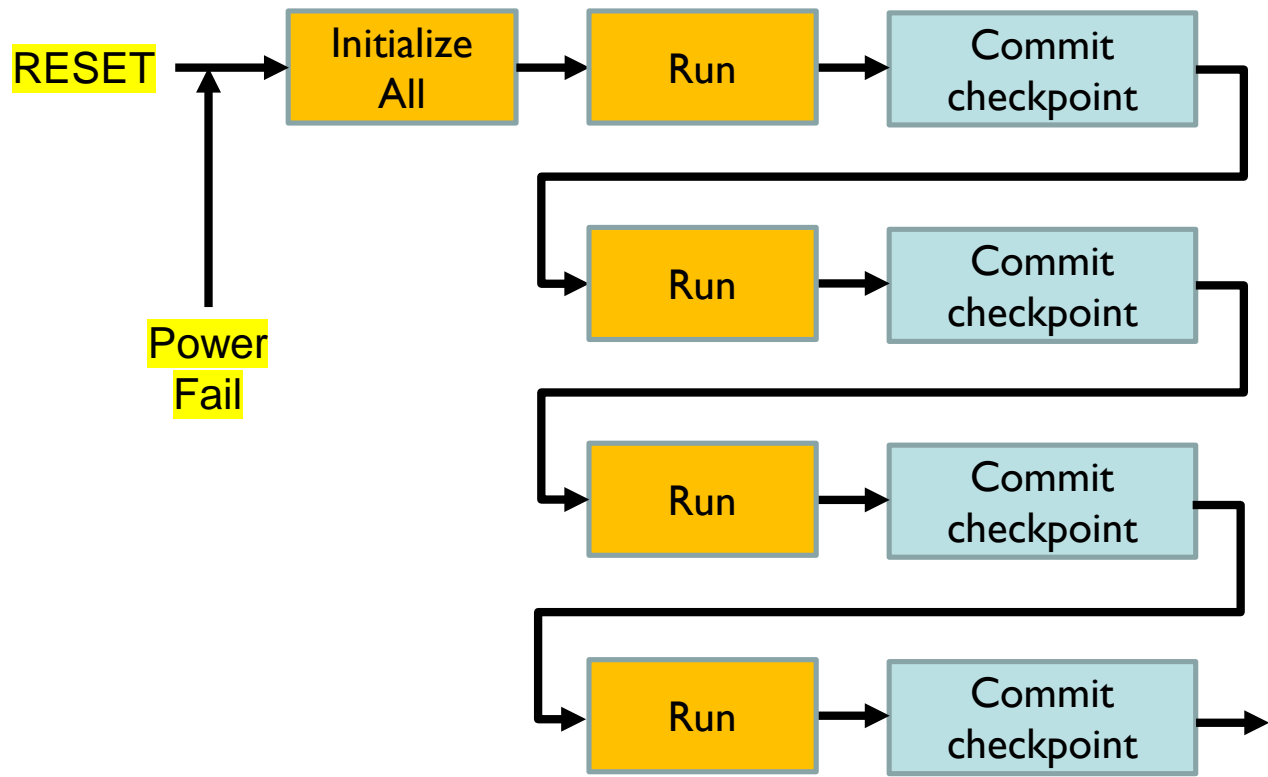 RESET
Initialize
All
Run
Commit
checkpoint
Power
Fail
Run
Commit
checkpoint
Run
Commit
checkpoint
Run
Commit
checkpoint